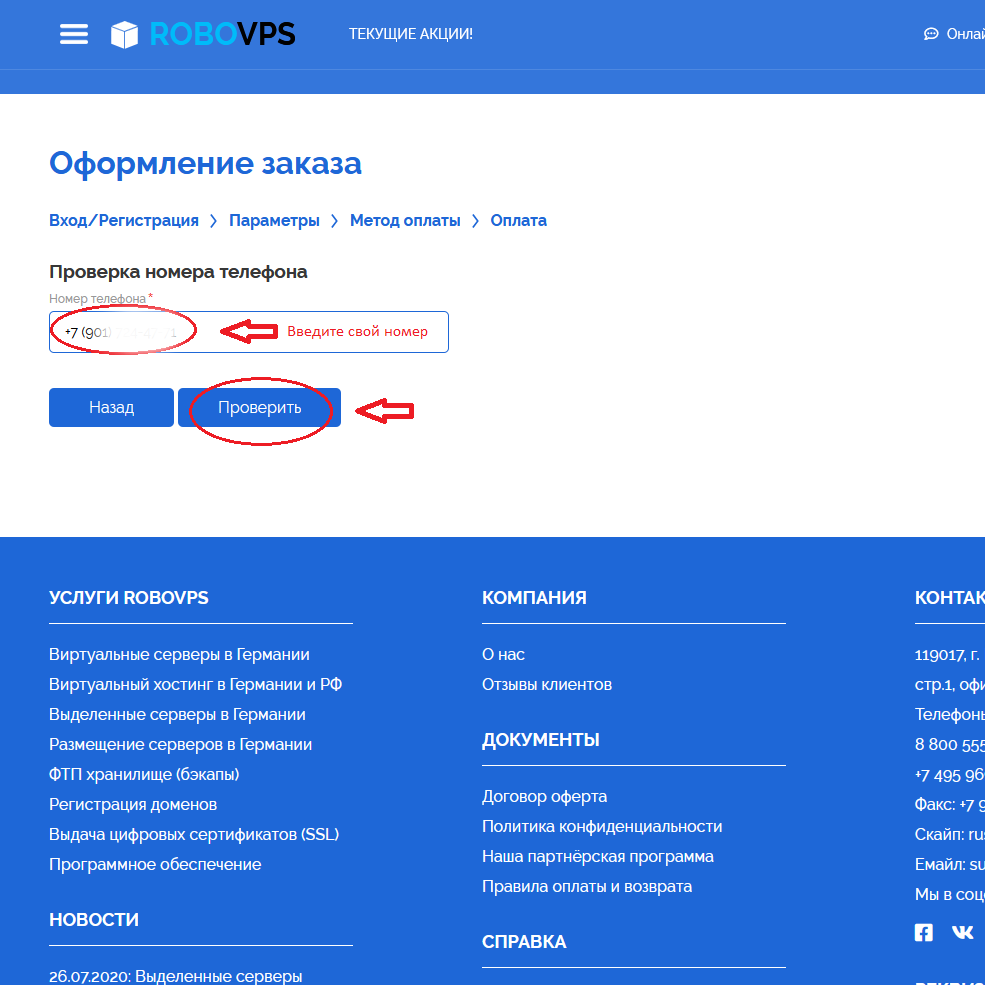 ROBOVPS
ТЕКУЩИЕ АКЦИИ!
Онлай
Оформление заказа
Вход/Регистрация > Параметры > Метод оплаты > Оплата
Проверка номера телефона
Номер телефона*
+7 (901)
Введите свой номер
Назад
Проверить
УСЛУГИ ROBOVPS
Виртуальные серверы в Германии
Виртуальный хостинг в Германии и РФ
Выделенные серверы в Германии
Размещение серверов в Германии
ФТП хранилище (бэкапы)
Регистрация доменов
Выдача цифровых сертификатов (SSL)
Программное обеспечение
НОВОСТИ
26.07.2020: Выделенные серверы
КОМПАНИЯ
О нас
Отзывы клиентов
ДОКУМЕНТЫ
Договор оферта
Политика конфиденциальности
Наша партнёрская программа
Правила оплаты и возврата
СПРАВКА
КОНТАК
119017, г.
стр.1, офи
Телефонь
8 800 555
+7 495 96
Факс: +7 9
Скайп: rus
Емайл: su
Мы в соц